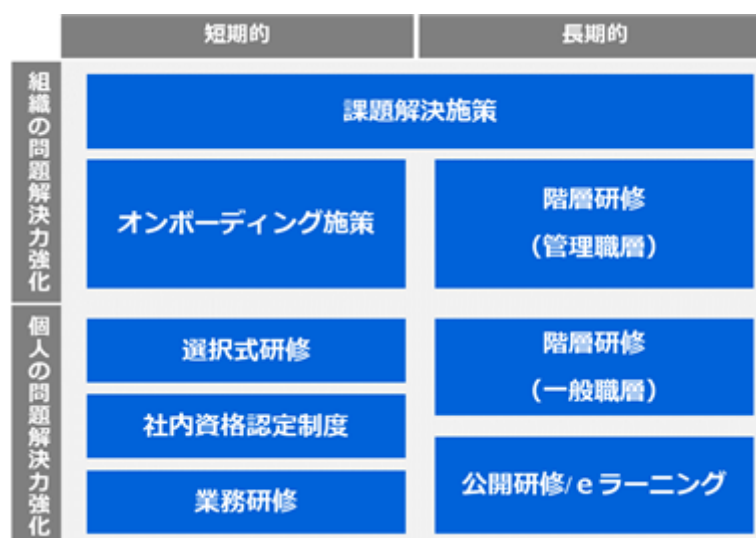 短期的
長期的
組織の問題解決力強化
課題解決施策
オンボーディング施策
階層研修
（管理職層）
個人の問題解決力強化
選択式研修
社内資格認定制度
業務研修
階層研修
（一般職層）
公開研修/eラーニング